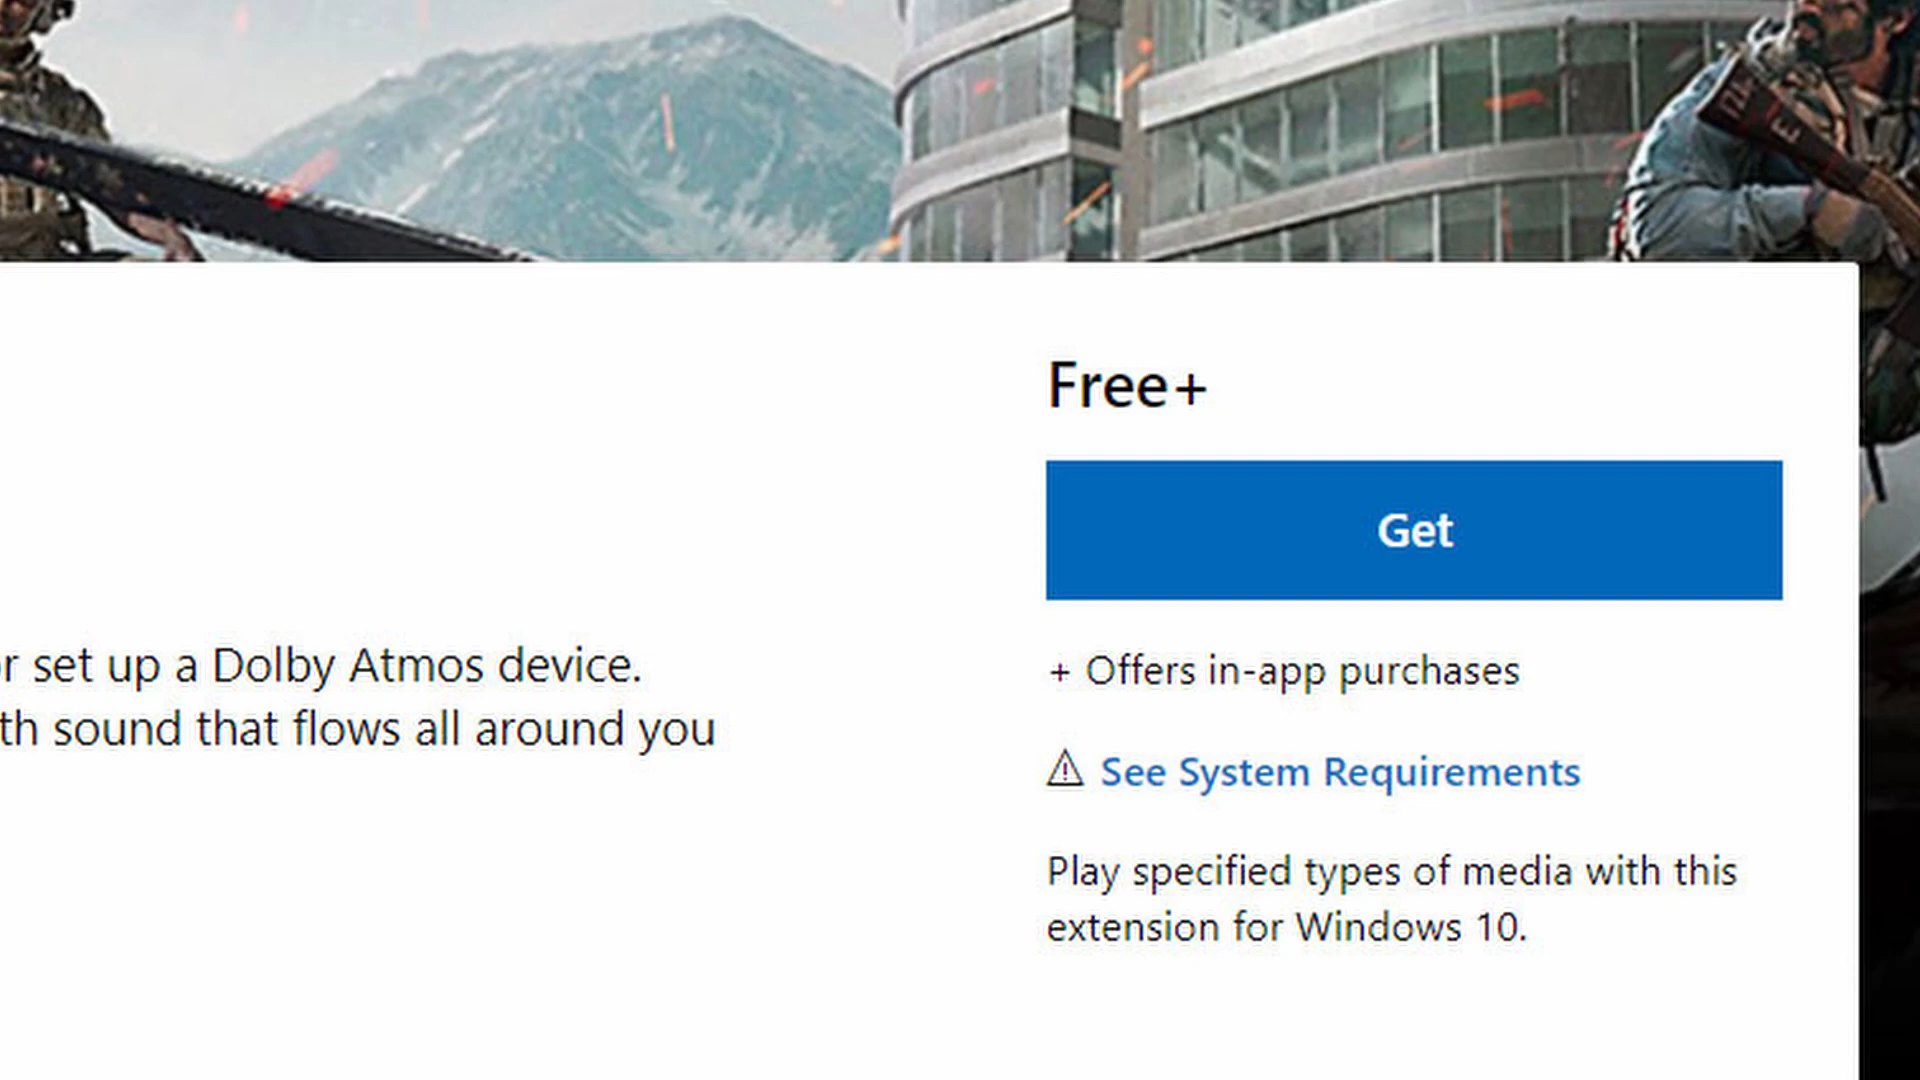 Free+
Get
r set up a Dolby Atmos device.
th sound that flows all around you
+ Offers in-app purchases
See System Requirements
Play specified types of media with this
extension for Windows 10.